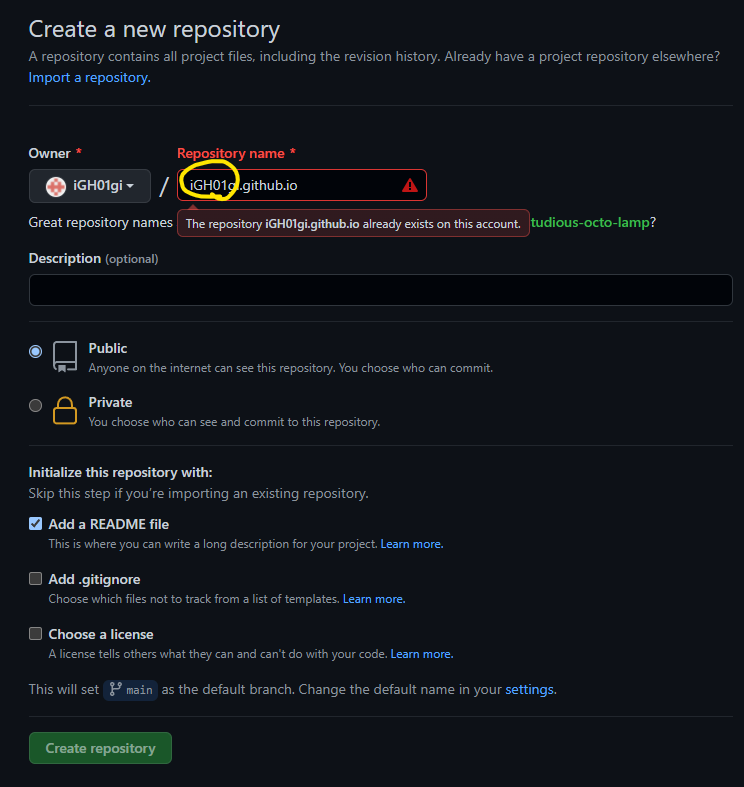 Create a new repository
A repository contains all project files, including the revision history. Already have a project repository elsewhere?
Import a repository.
Owner *
Repository name *
iGH01gi
/
iGH01gi.github.io
Great repository names
tudious-octo-lamp?
The repository iGH01gi.github.io already exists on this account.
Description (optional)
Public
Anyone on the internet can see this repository. You choose who can commit.
Private
You choose who can see and commit to this repository.
Initialize this repository with:
Skip this step if you're importing an existing repository.
Add a README file
This is where you can write a long description for your project. Learn more.
Add .gitignore
Choose which files not to track from a list of templates. Learn more.
Choose a license
A license tells others what they can and can't do with your code. Learn more.
This will set main as the default branch. Change the default name in your settings.
Create repository